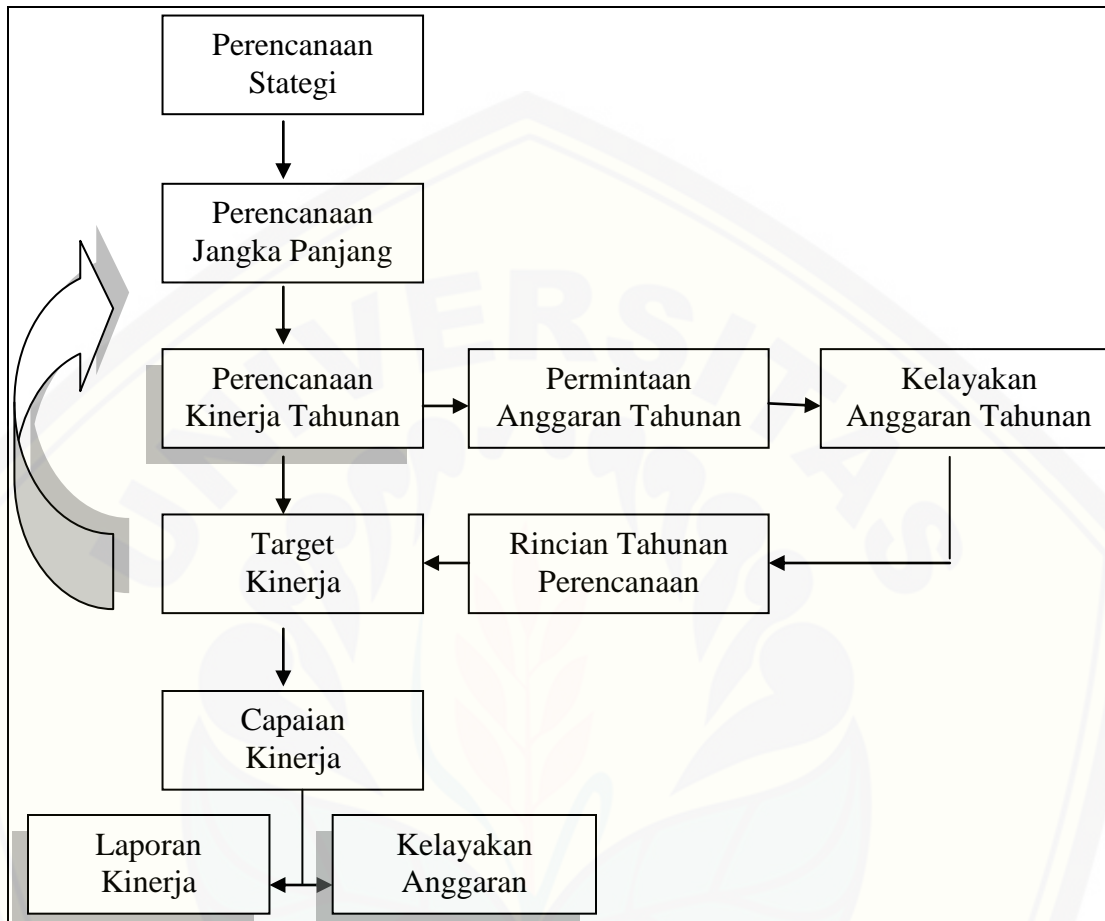 Perencanaan
Stategi
Perencanaan
Jangka Panjang
Perencanaan
Kinerja Tahunan
Permintaan
Anggaran Tahunan
Kelayakan
Anggaran Tahunan
Target
Kinerja
Rincian Tahunan
Perencanaan
Capaian
Kinerja
Laporan
Kinerja
Kelayakan
Anggaran
UNIVERSITAS